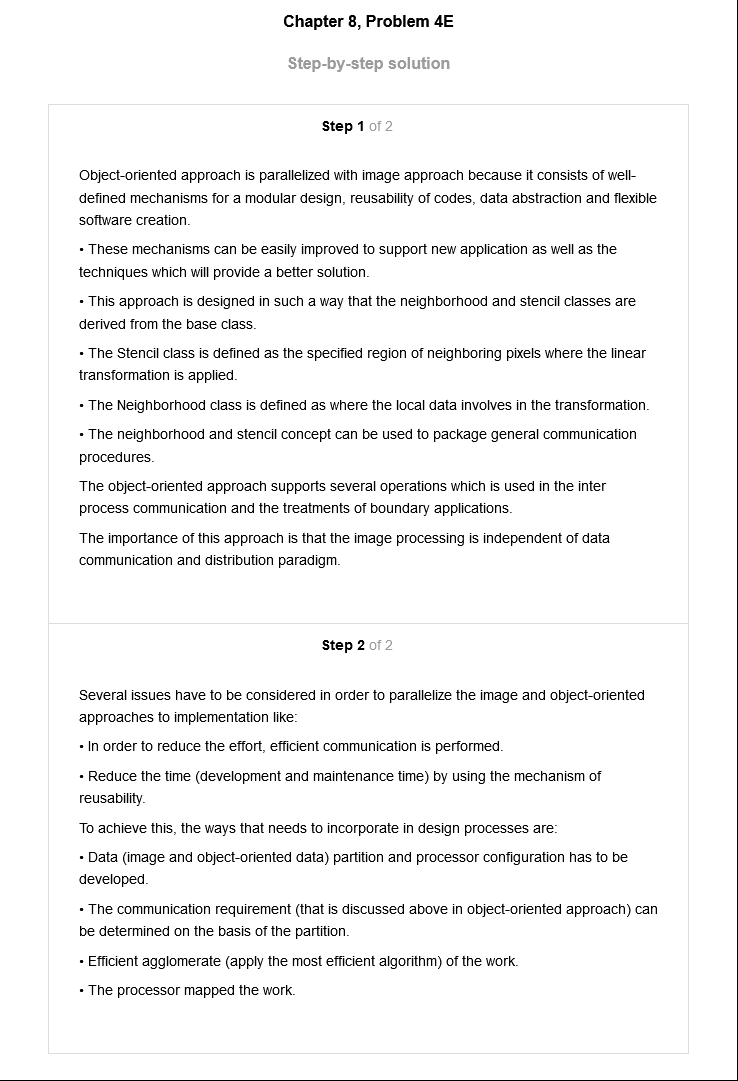 Chapter 8, Problem 4E
Step-by-step solution
Step 1 of 2
Object-oriented approach is parallelized with image approach because it consists of well-
defined mechanisms for a modular design, reusability of codes, data abstraction and flexible
software creation.
• These mechanisms can be easily improved to support new application as well as the
techniques which will provide a better solution.
• This approach is designed in such a way that the neighborhood and stencil classes are
derived from the base class.
• The Stencil class is defined as the specified region of neighboring pixels where the linear
transformation is applied.
• The Neighborhood class is defined as where the local data involves in the transformation.
• The neighborhood and stencil concept can be used to package general communication
procedures.
The object-oriented approach supports several operations which is used in the inter
process communication and the treatments of boundary applications.
The importance of this approach is that the image processing is independent of data
communication and distribution paradigm.
Step 2 of 2
Several issues have to be considered in order to parallelize the image and object-oriented
approaches to implementation like:
• In order to reduce the effort, efficient communication is performed.
• Reduce the time (development and maintenance time) by using the mechanism of
reusability.
To achieve this, the ways that needs to incorporate in design processes are:
• Data (image and object-oriented data) partition and processor configuration has to be
developed.
• The communication requirement (that is discussed above in object-oriented approach) can
be determined on the basis of the partition.
• Efficient agglomerate (apply the most efficient algorithm) of the work.
• The processor mapped the work.